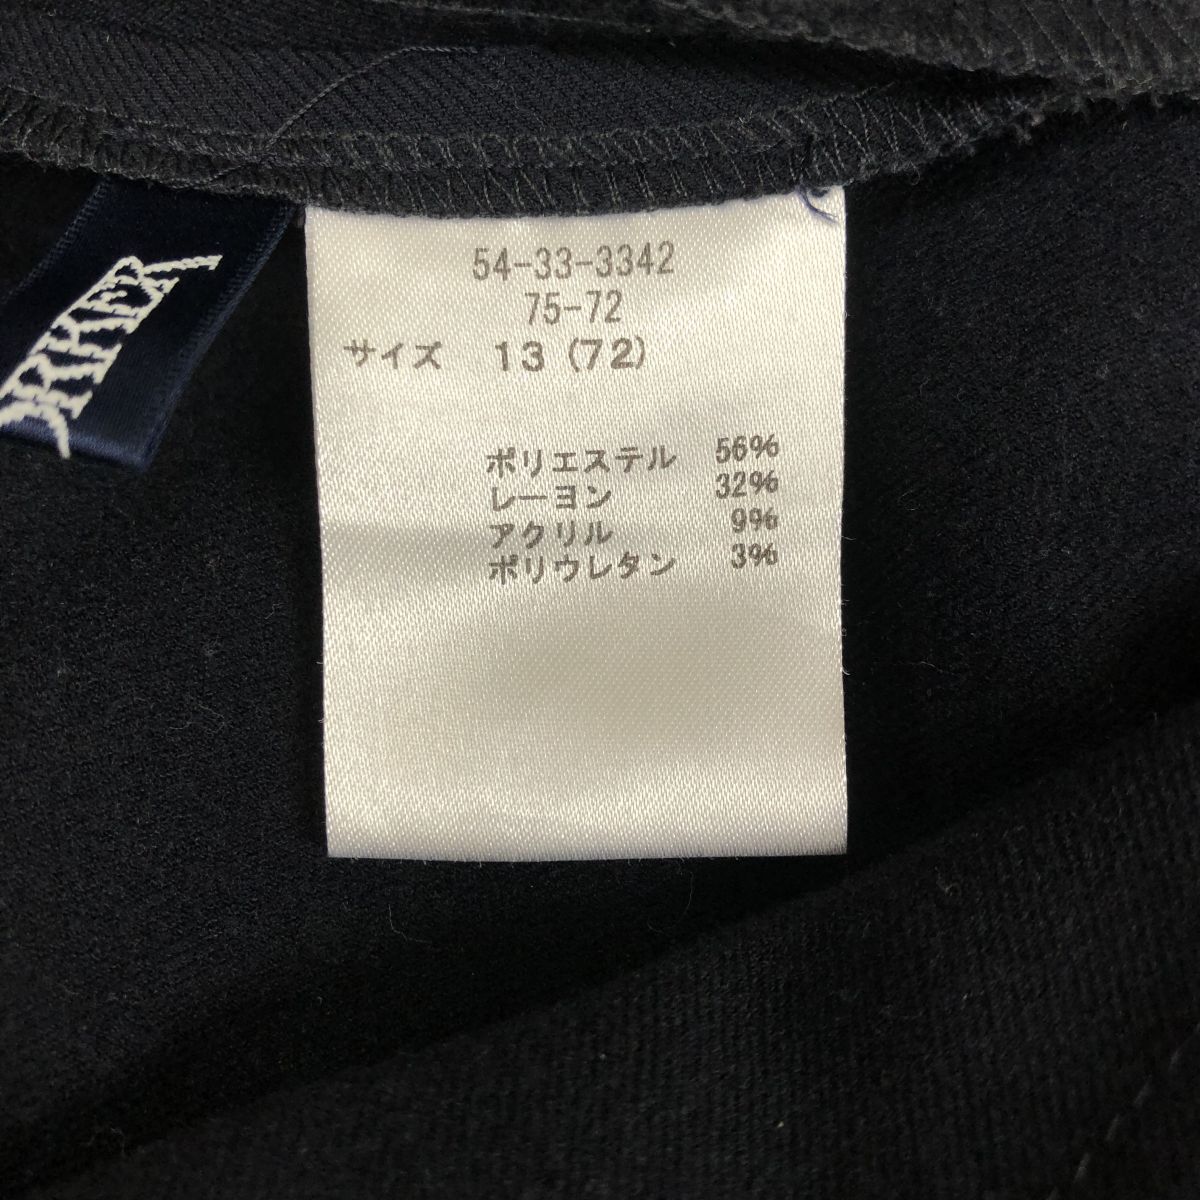 54-33-3342
75-72
サイズ 13 (72)
ポリエステル 56%
レーヨン 32%
アクリル 9%
ポリウレタン 3%